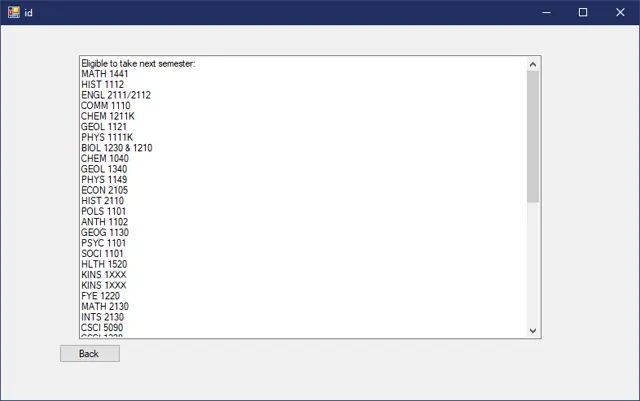 id
Eligible to take next semester:
MATH 1441
HIST 1112
ENGL 2111/2112
COMM 1110
CHEM 1211K
GEOL 1121
PHYS 1111K
BIOL 1230 & 1210
CHEM 1040
GEOL 1340
PHYS 1149
ECON 2105
HIST 2110
POLS 1101
ANTH 1102
GEOG 1130
PSYC 1101
SOCI 1101
HLTH 1520
KINS 1XXX
KINS 1XXX
FYE 1220
MATH 2130
INTS 2130
CSCI 5090
Back